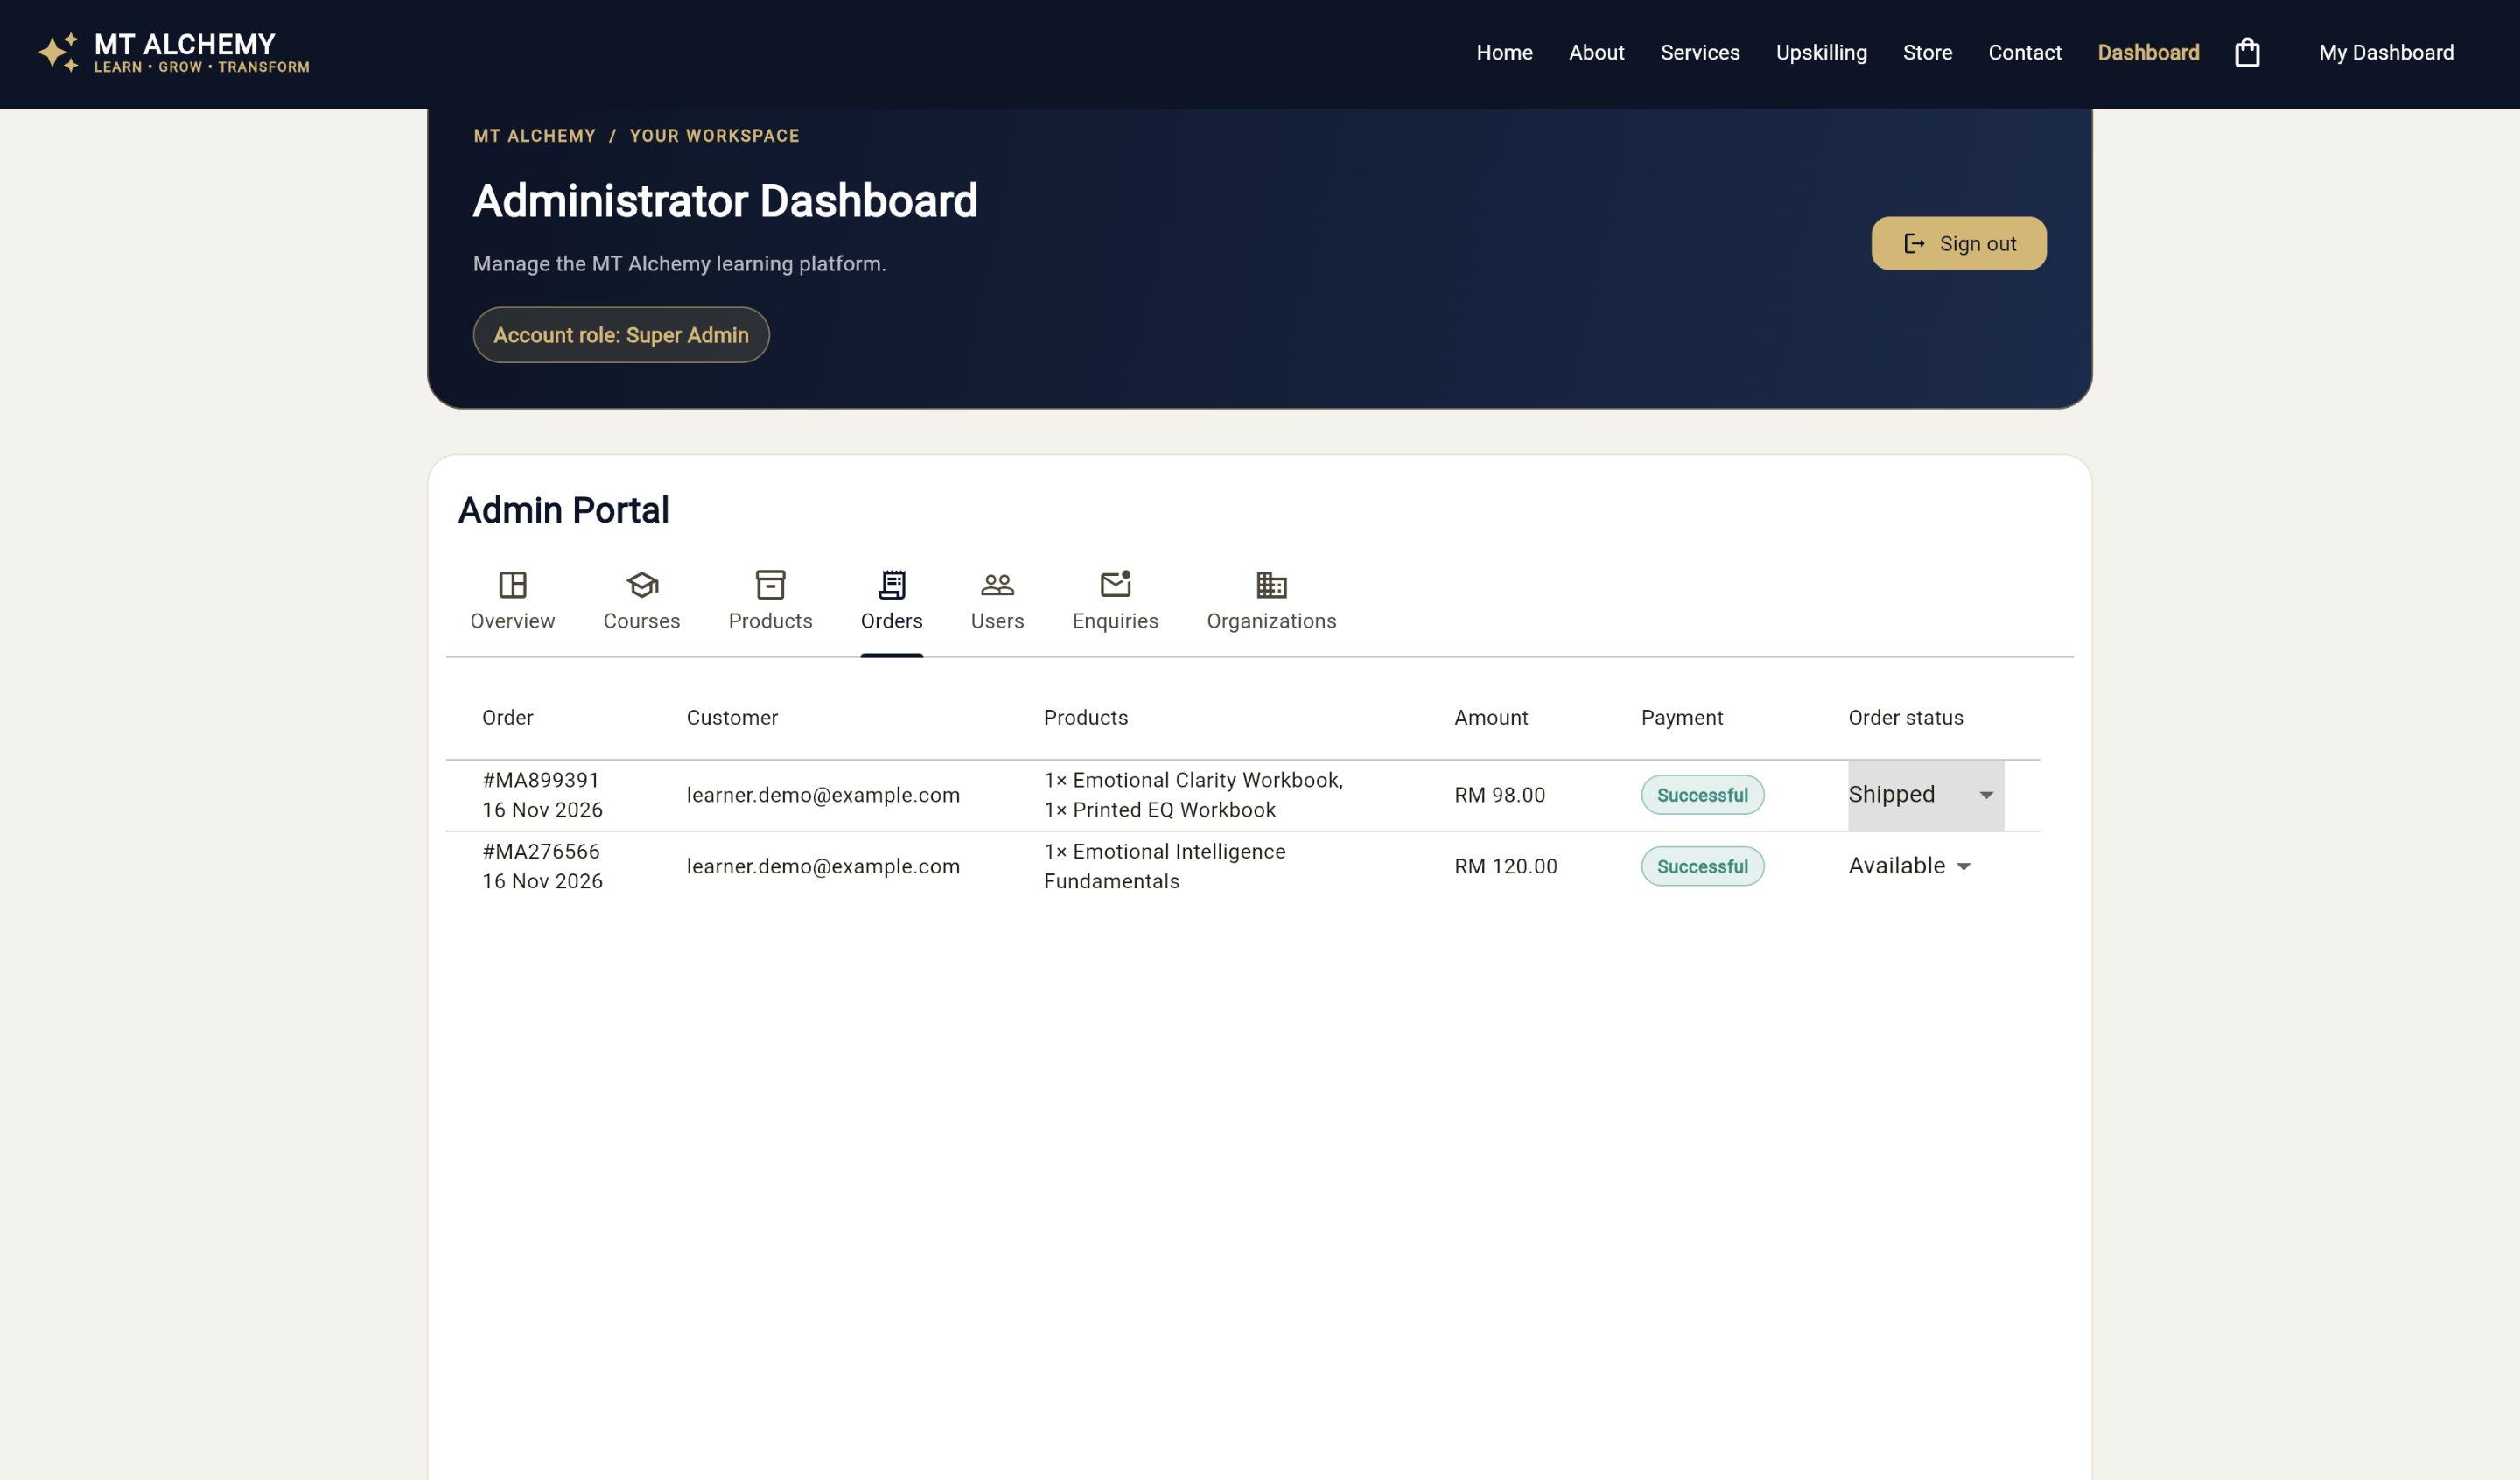 MT ALCHEMY
LEARN • GROW • TRANSFORM
Home About Services Upskilling Store Contact Dashboard My Dashboard
MT ALCHEMY / YOUR WORKSPACE
Administrator Dashboard
Manage the MT Alchemy learning platform.
Sign out
Account role: Super Admin
Admin Portal
Overview Courses Products Orders Users Enquiries Organizations
Order Customer Products Amount Payment Order status
#MA899391
16 Nov 2026
learner.demo@example.com
1× Emotional Clarity Workbook,
1× Printed EQ Workbook
RM 98.00
Successful
Shipped
#MA276566
16 Nov 2026
learner.demo@example.com
1× Emotional Intelligence
Fundamentals
RM 120.00
Successful
Available